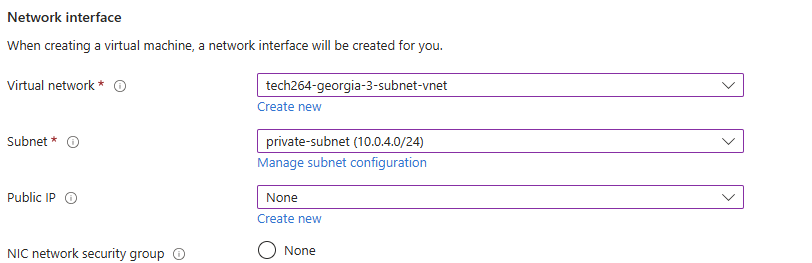 Network interface
When creating a virtual machine, a network interface will be created for you.
Virtual network *
tech264-georgia-3-subnet-vnet
Create new
Subnet *
private-subnet (10.0.4.0/24)
Manage subnet configuration
Public IP
None
Create new
NIC network security group
None